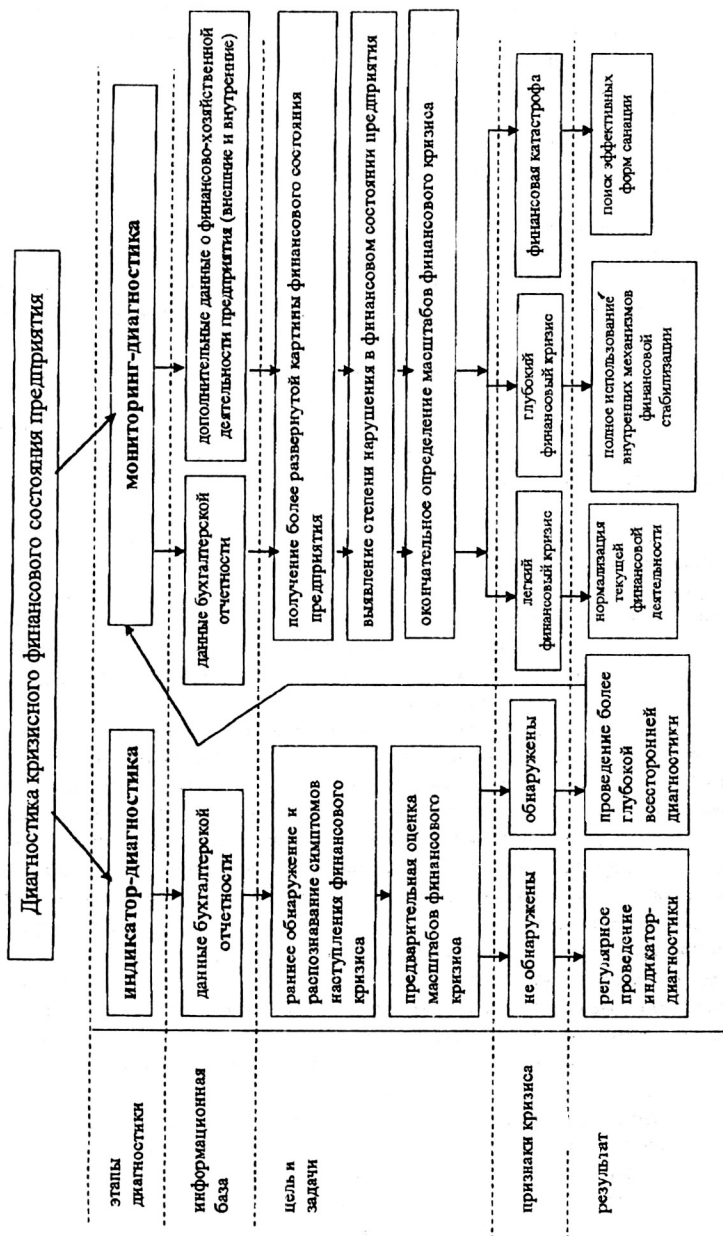 Диагностика кризисного финансового состояния предприятия
этапы
диагностики
индикатор-диагностика
мониторинг-диагностика
информационная
база
данные бухгалтерской
отчетности
данные бухгалтерской
отчетности
дополнительные данные о финансово-хозяйственной
деятельности предприятия (внешние и внутренние)
цель и
задачи
раннее обнаружение и
распознавание симптомов
наступления финансового
кризиса
предварительная оценка
масштабов финансового
кризиса
получение более развернутой картины финансового состояния
предприятия
выявление степени нарушения в финансовом состоянии предприятия
окончательное определение масштабов финансового кризиса
признаки кризиса
не обнаружены
обнаружены
легкий
финансовый кризис
глубокий
финансовый кризис
финансовая катастрофа
результат
регулярное
проведение
индикатор-
диагностики
проведение более
глубокой
всесторонней
диагностики
нормализация
текущей
финансовой
деятельности
полное использование
внутренних механизмов
финансовой
стабилизации
поиск эффективных
форм санации